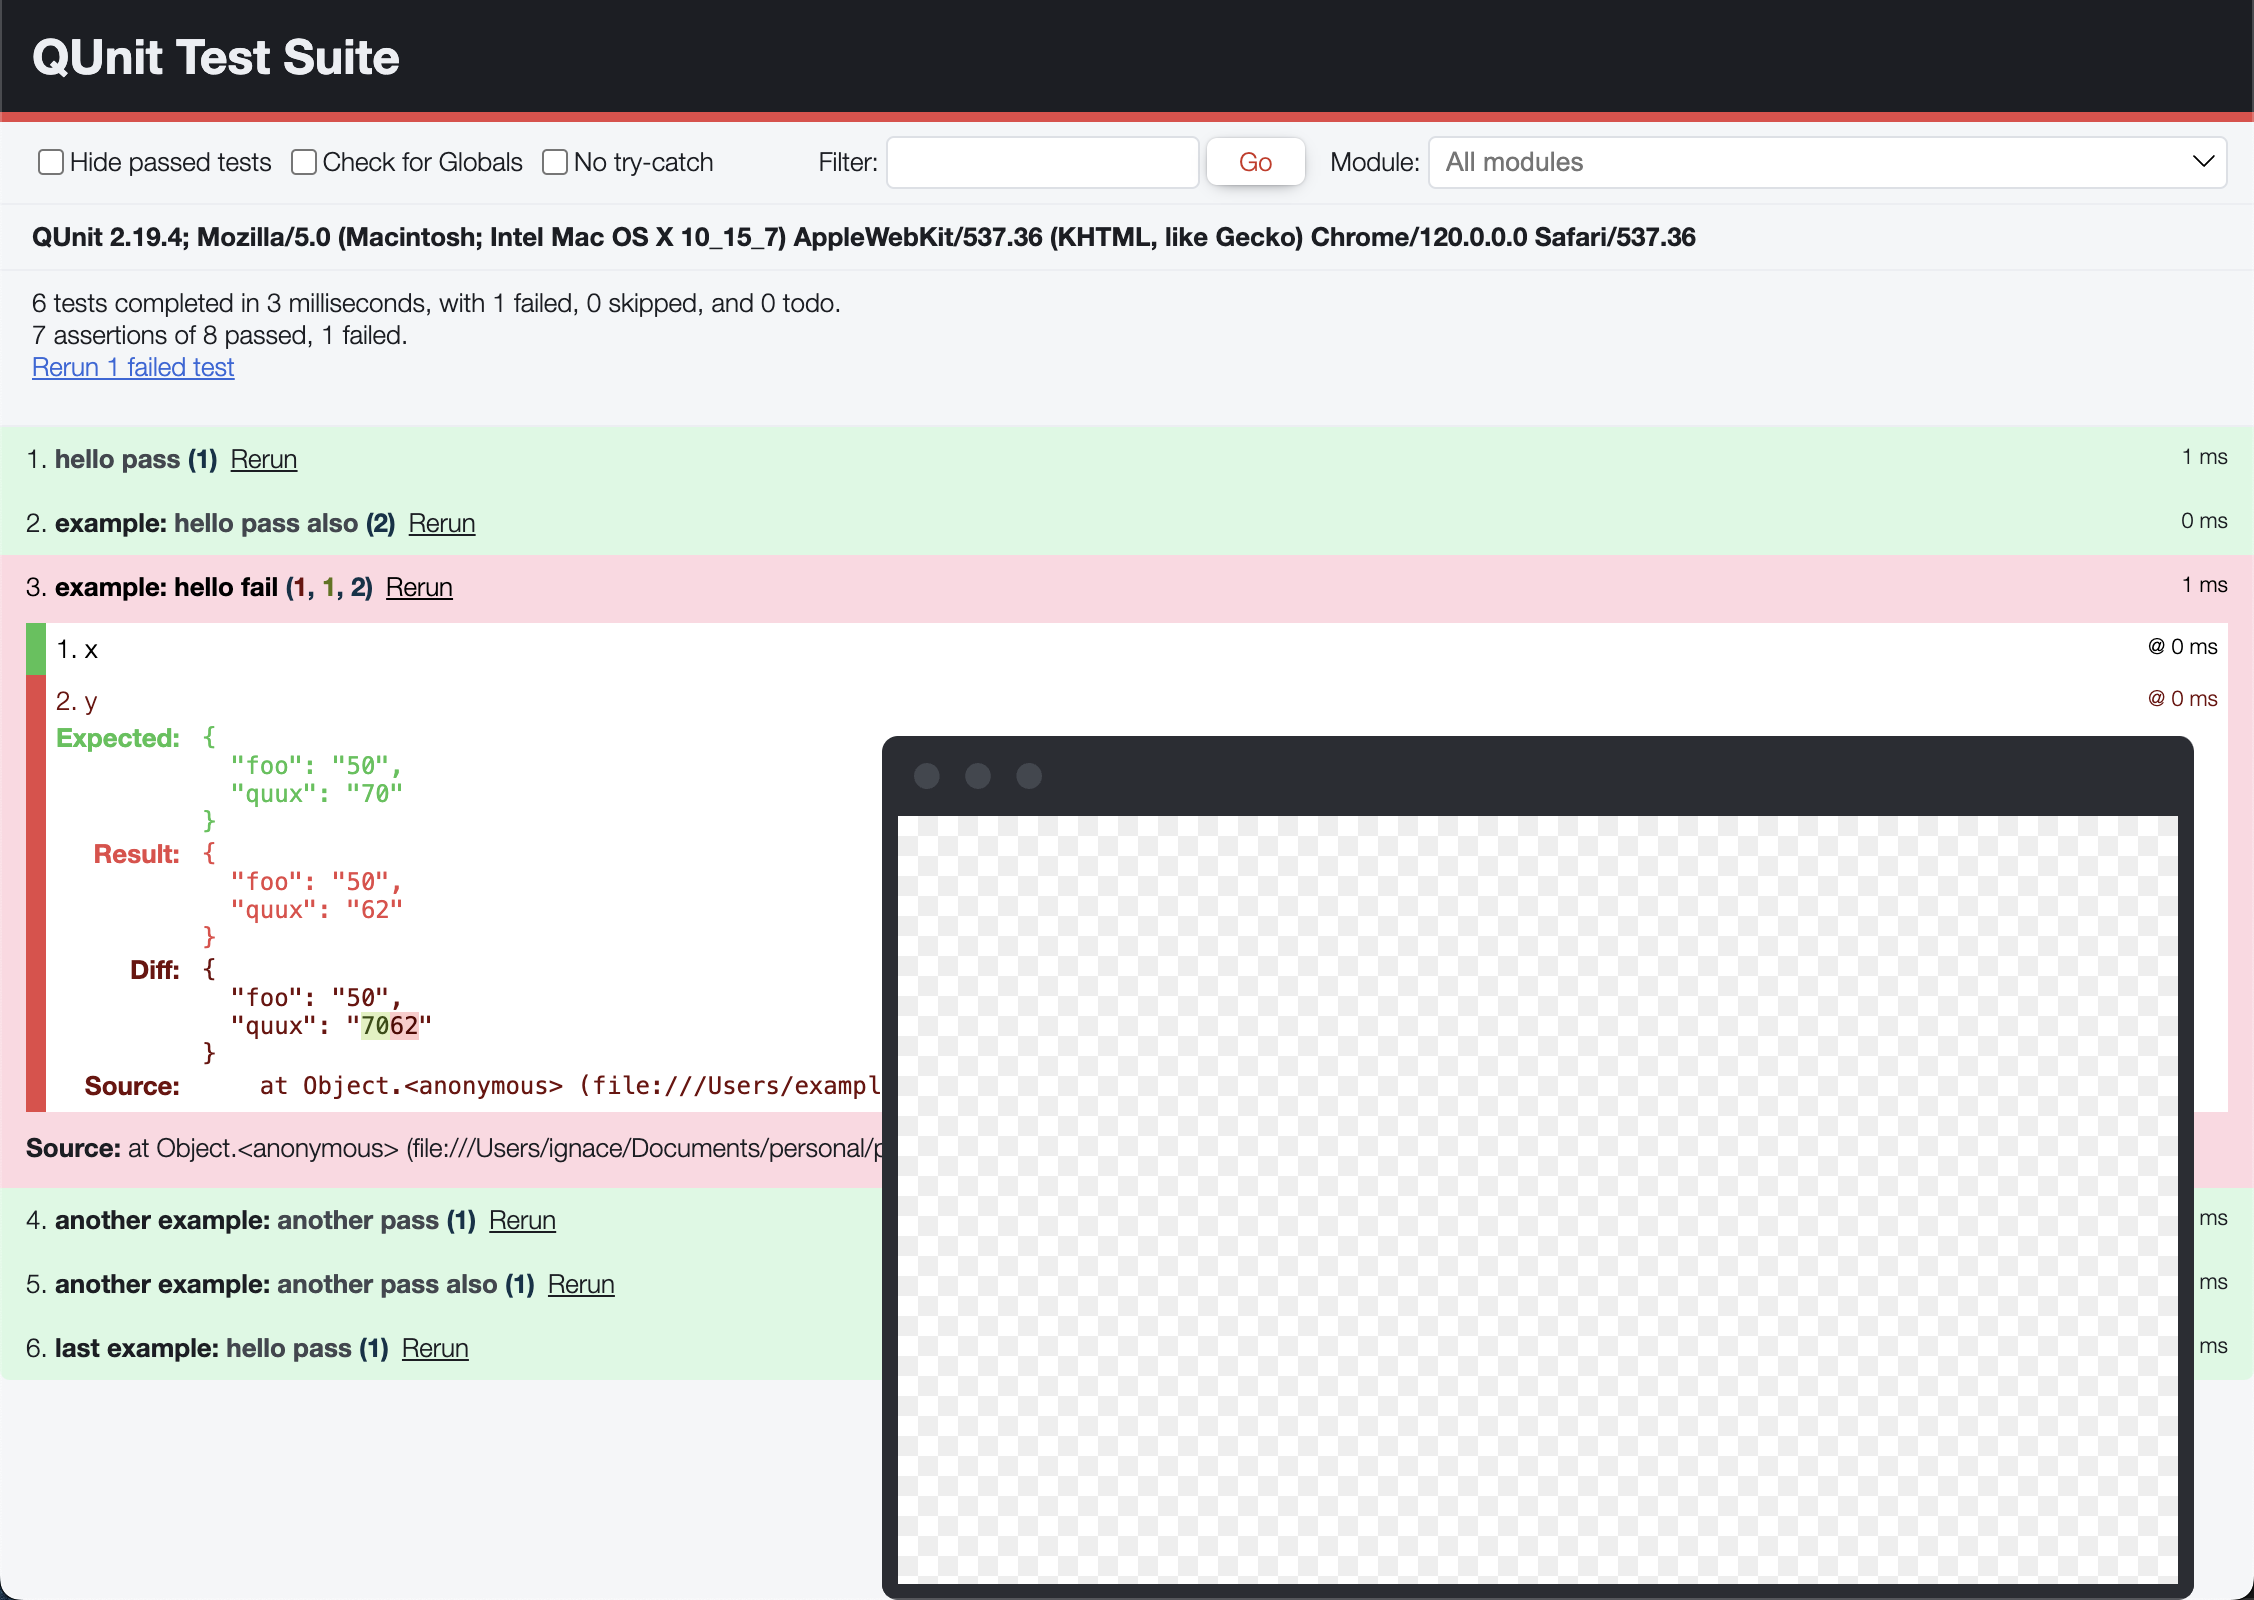 QUnit Test Suite
Hide passed tests Check for Globals No try-catch Filter: Go Module: All modules
QUnit 2.19.4; Mozilla/5.0 (Macintosh; Intel Mac OS X 10_15_7) AppleWebKit/537.36 (KHTML, like Gecko) Chrome/120.0.0.0 Safari/537.36
6 tests completed in 3 milliseconds, with 1 failed, 0 skipped, and 0 todo.
7 assertions of 8 passed, 1 failed.
Rerun 1 failed test
1. hello pass (1) Rerun 1 ms
2. example: hello pass also (2) Rerun 0 ms
3. example: hello fail (1, 1, 2) Rerun 1 ms
1. x @ 0 ms
2. y @ 0 ms
Expected: {
"foo": "50",
"quux": "70"
}
Result: {
"foo": "50",
"quux": "62"
}
Diff: {
"foo": "50",
"quux": "7062"
}
Source: at Object.<anonymous> (file:///Users/exampl
Source: at Object.<anonymous> (file:///Users/ignace/Documents/personal/p
4. another example: another pass (1) Rerun ms
5. another example: another pass also (1) Rerun ms
6. last example: hello pass (1) Rerun ms